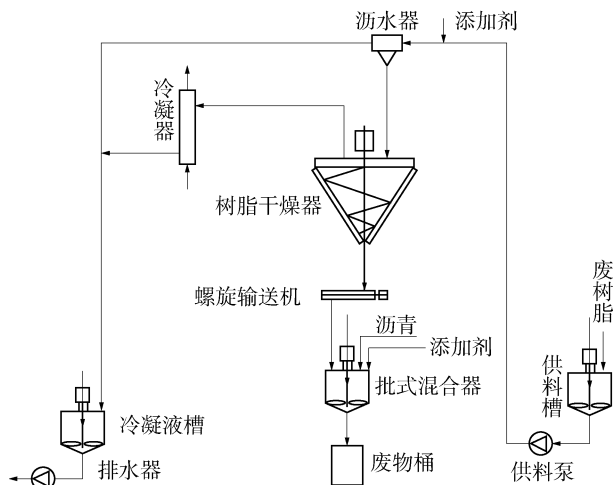 沥水器
添加剂
冷凝器
树脂干燥器
螺旋输送机
废树脂
沥青
添加剂
供料槽
批式混合器
冷凝液槽
排水器
废物桶
供料泵